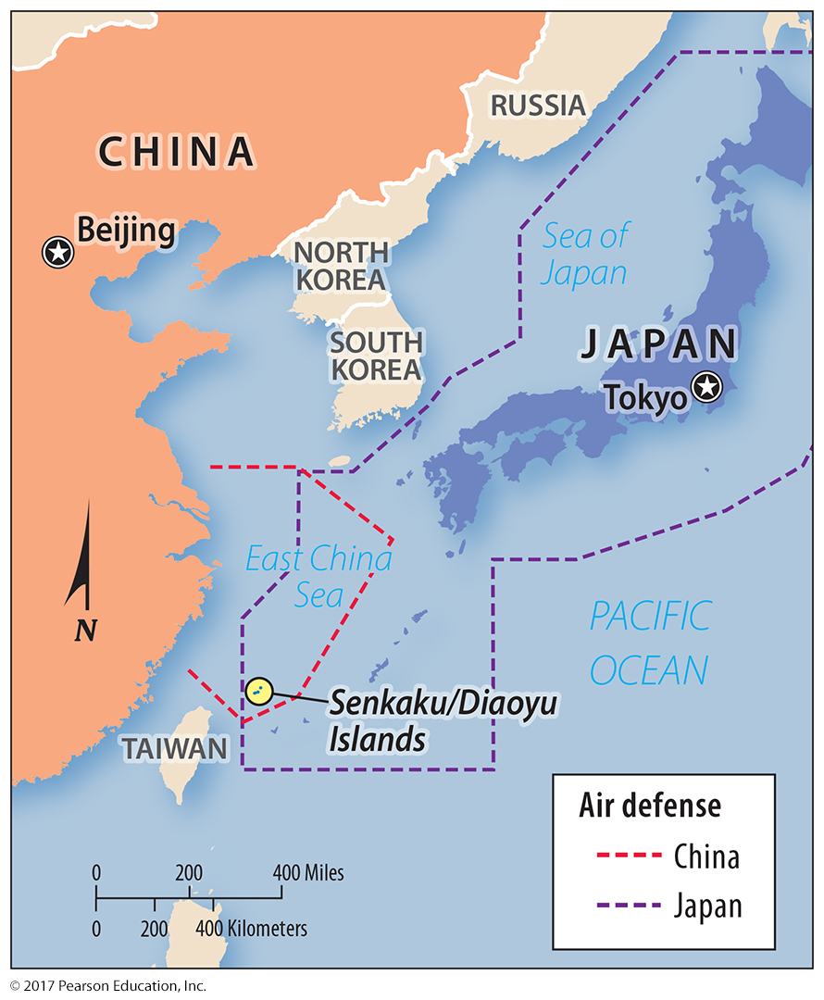 RUSSIA
CHINA
Beijing
NORTH
KOREA
Sea of
Japan
SOUTH
KOREA
JAPAN
Tokyo
East China
Sea
N
PACIFIC
OCEAN
Senkaku/Diaoyu
Islands
TAIWAN
Air defense
China
Japan
0 200 400 Miles
0 200 400 Kilometers
© 2017 Pearson Education, Inc.